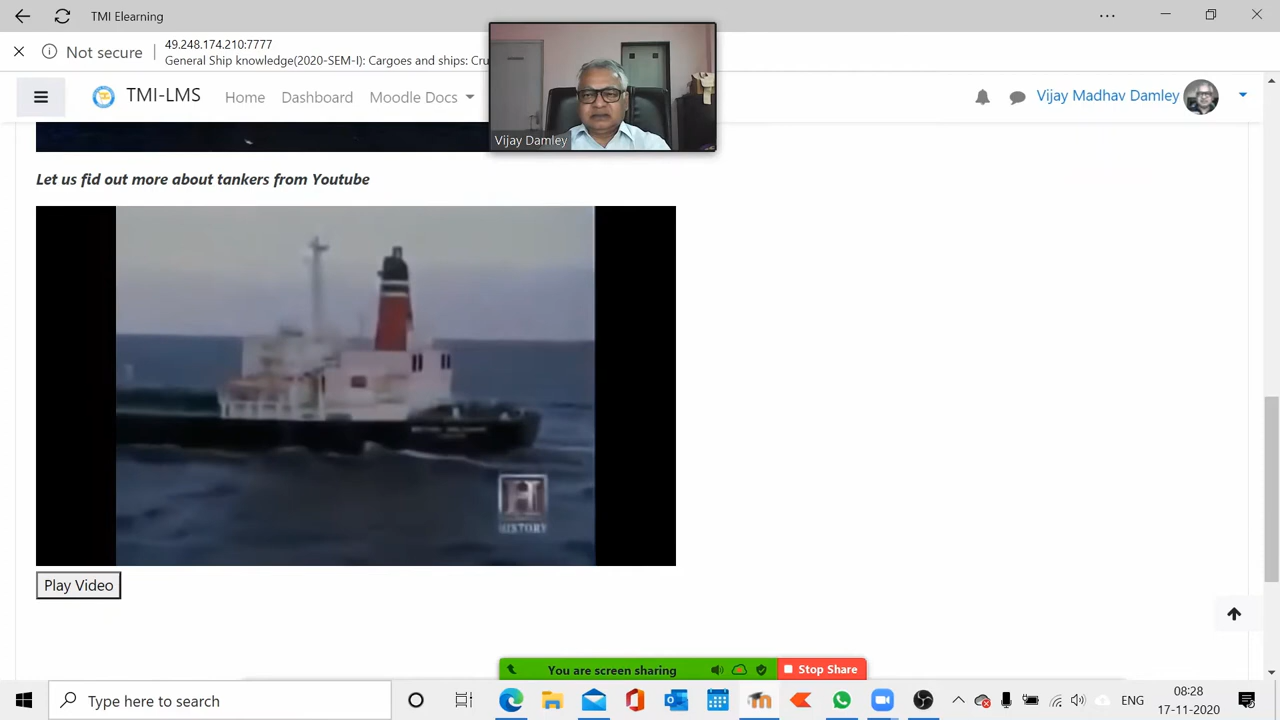 TMI Elearning
Not secure
49.248.174.210:7777
General Ship knowledge(2020-SEM-I): Cargoes and ships: Cru
TMI-LMS
Home
Dashboard
Moodle Docs
Vijay Madhav Damley
Vijay Damley
Let us fid out more about tankers from Youtube
H
HISTORY
Play Video
You are screen sharing
Stop Share
Type here to search
ENG
08:28
17-11-2020